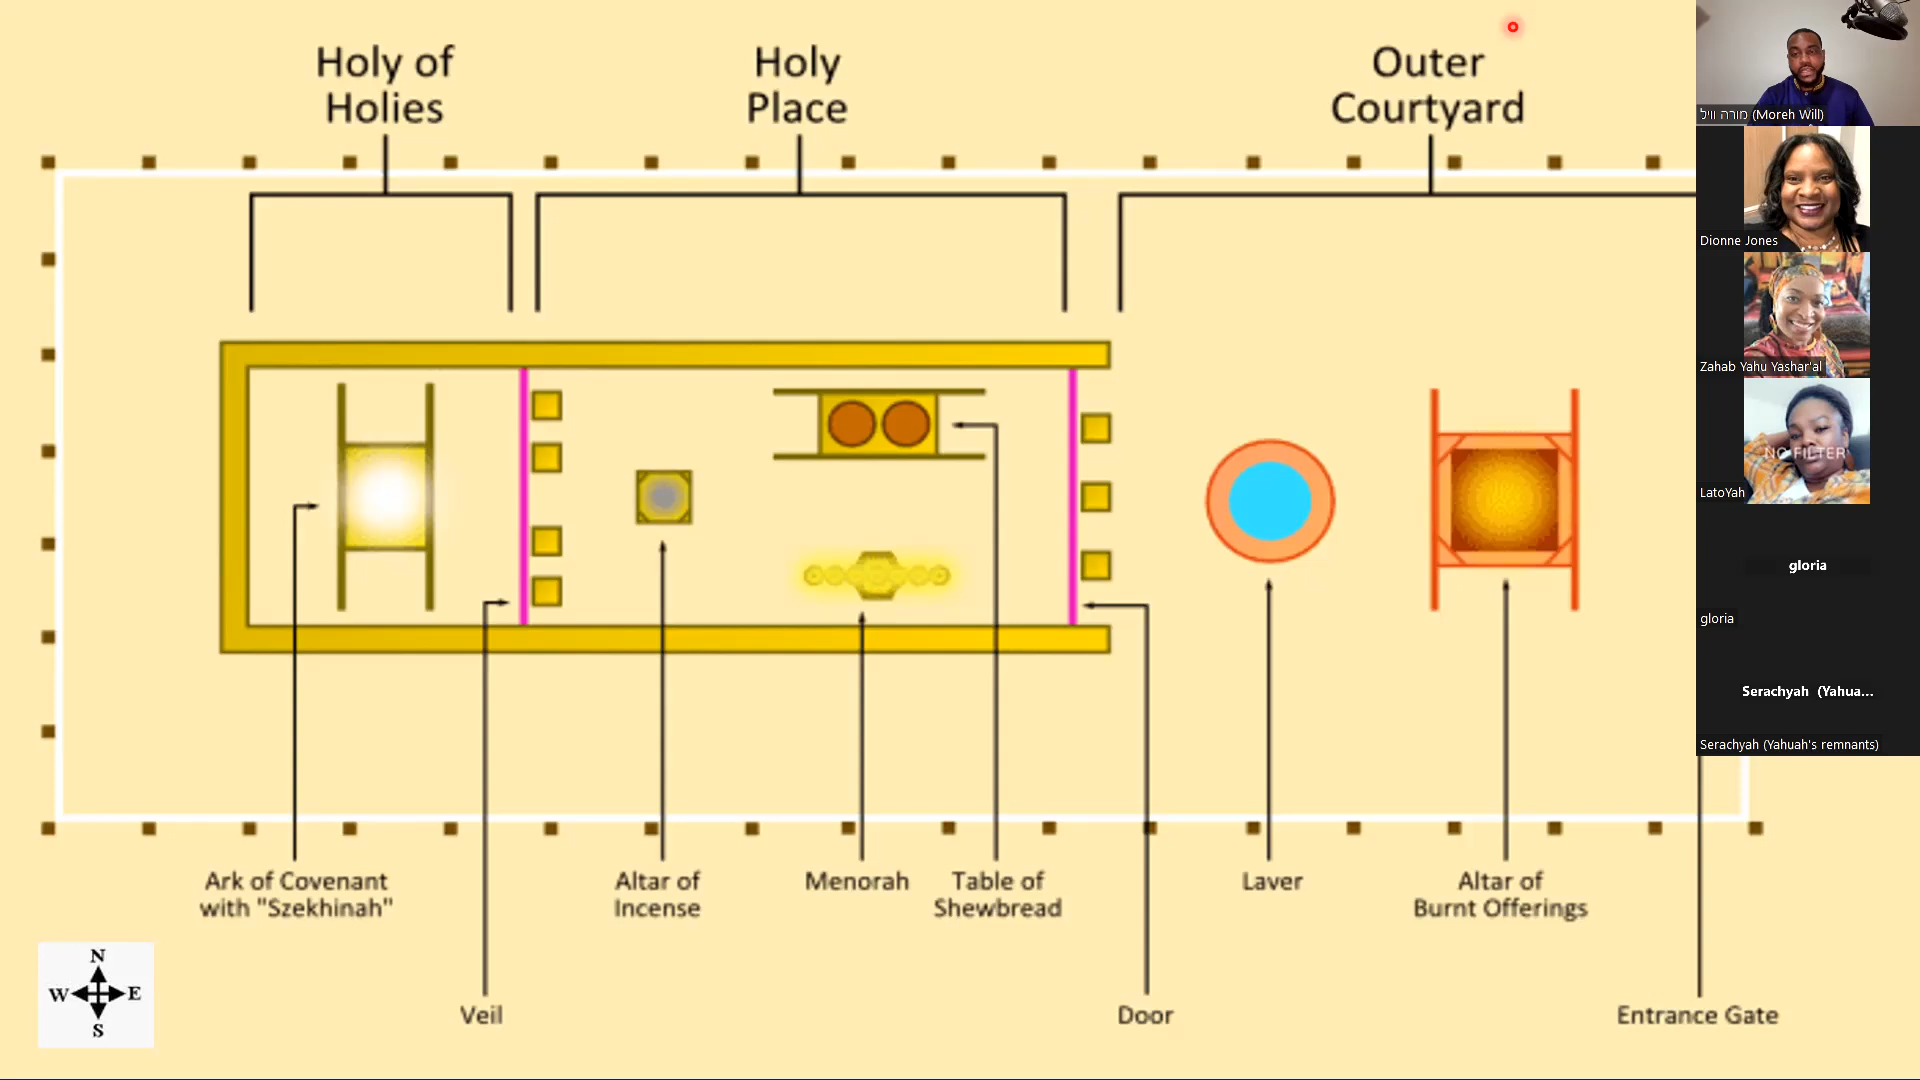 Holy of
Holies
Holy
Place
Outer
Courtyard
Ark of Covenant
with "Szekhinah"
Altar of
Incense
Menorah
Table of
Shewbread
Laver
Altar of
Burnt Offerings
Veil
Door
Entrance Gate
N
W E
S
מורה וויל (Moreh Will)
Dionne Jones
Zahab Yahu Yashar'al
NO FILTER
LatoYah
gloria
gloria
Serachyah (Yahua...
Serachyah (Yahuah's remnants)